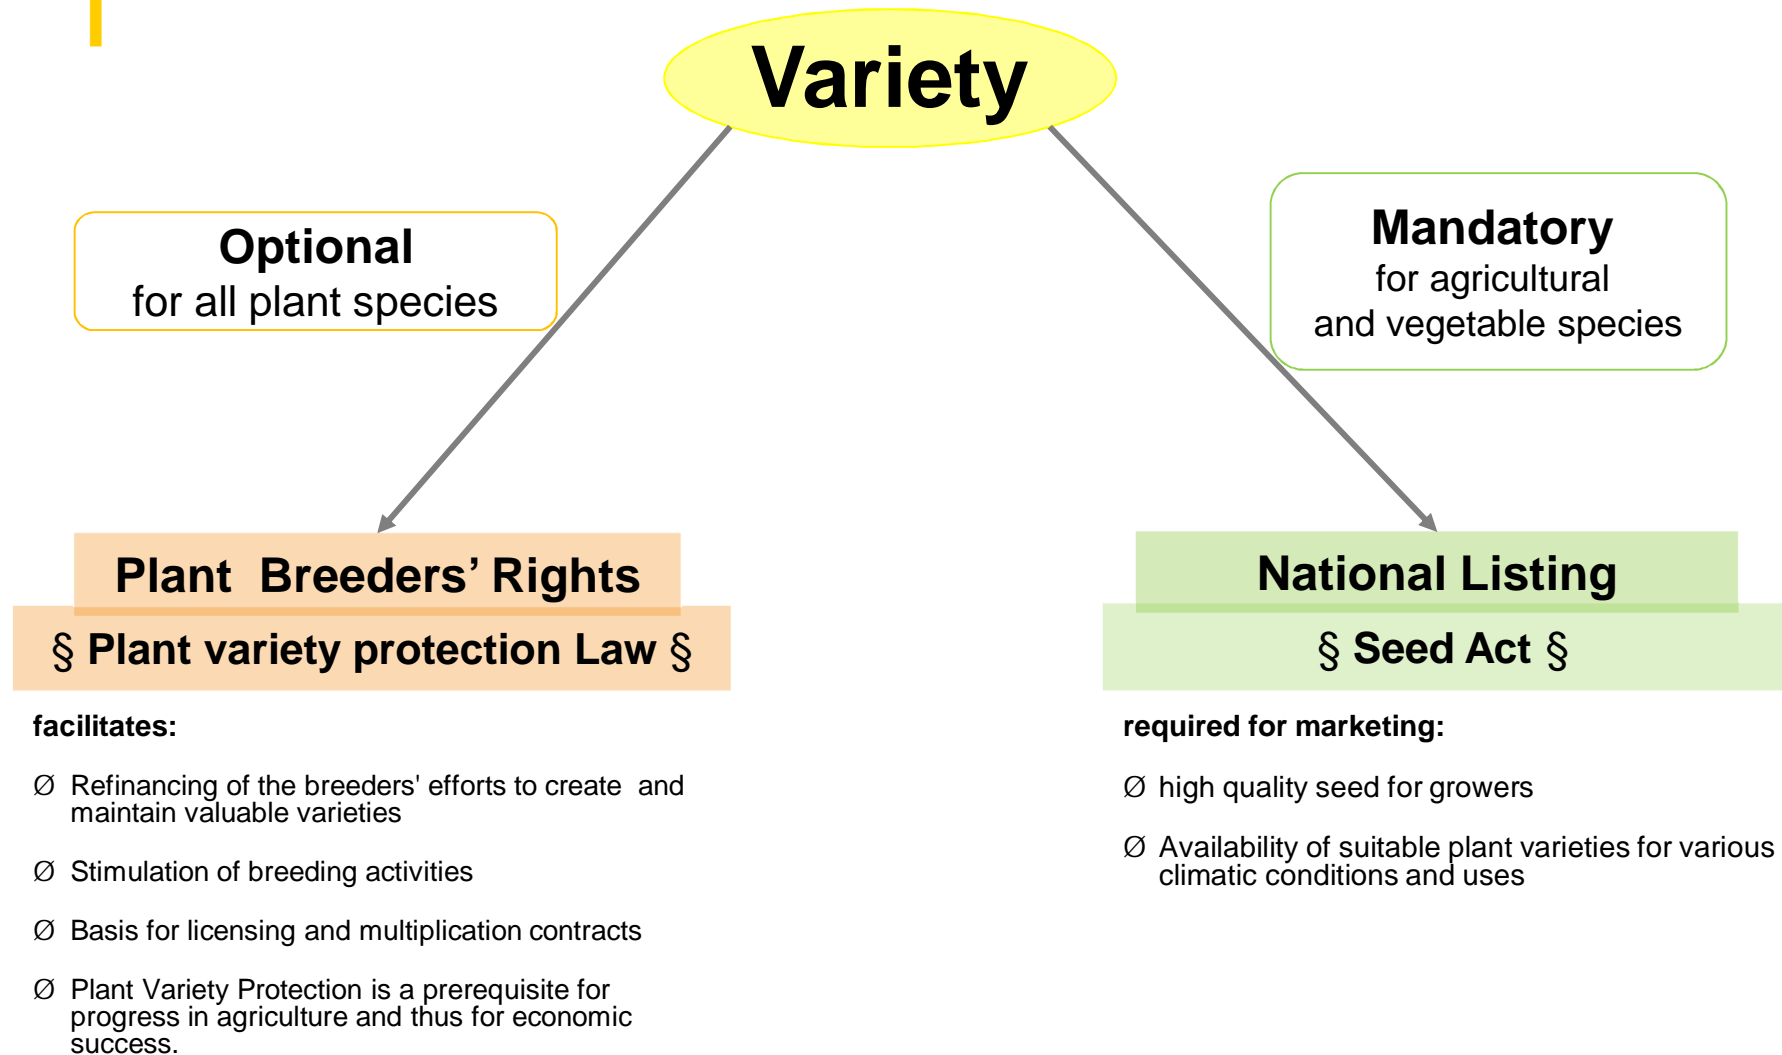 Variety
Optional
for all plant species
Mandatory
for agricultural
and vegetable species
Plant Breeders’ Rights
§ Plant variety protection Law §
facilitates:
Ø Refinancing of the breeders' efforts to create and
maintain valuable varieties
Ø Stimulation of breeding activities
Ø Basis for licensing and multiplication contracts
Ø Plant Variety Protection is a prerequisite for
progress in agriculture and thus for economic
success.
National Listing
§ Seed Act §
required for marketing:
Ø high quality seed for growers
Ø Availability of suitable plant varieties for various
climatic conditions and uses